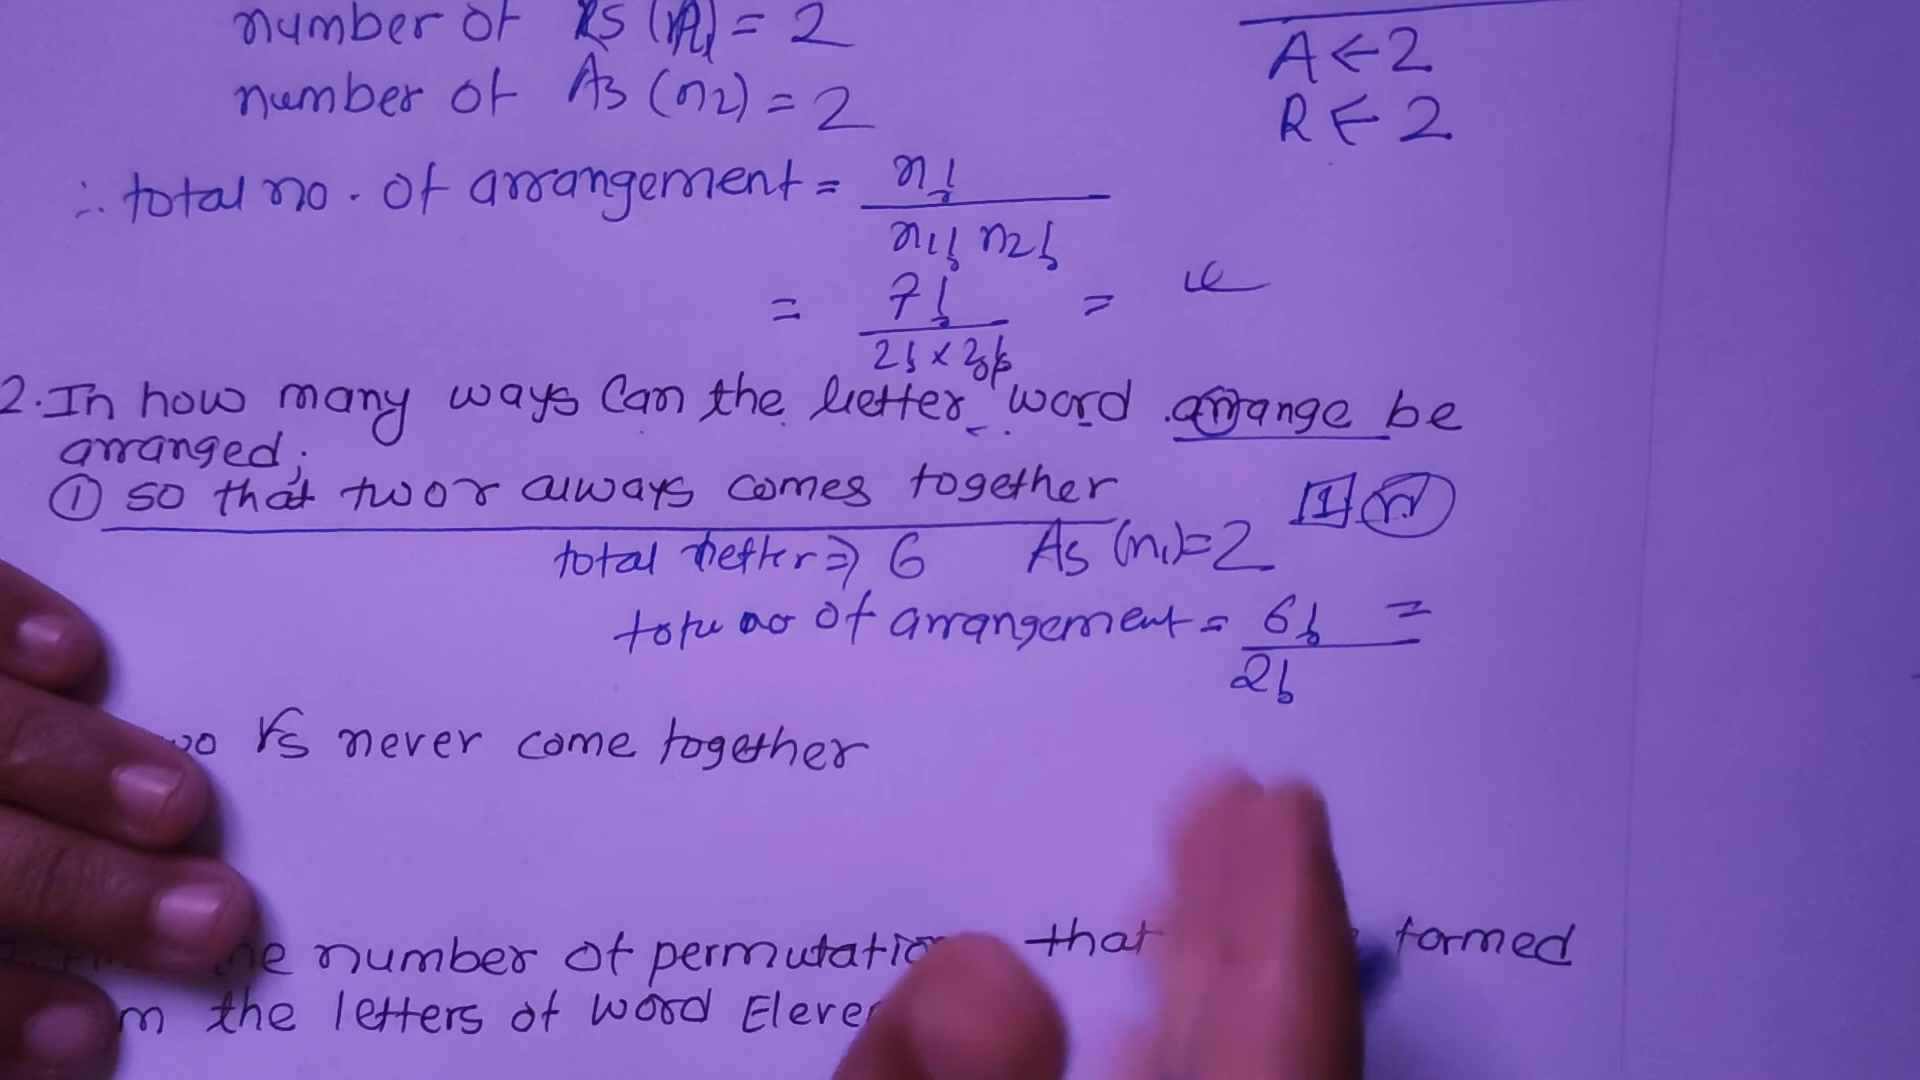 number of Rs (n1) = 2
number of As (n2) = 2
A ← 2
R ← 2
∴ total no. of arrangement = n! / n1! n2!
= 7! / 2! × 2! =
2. In how many ways Can the letter word arrange be
arranged;
① so that two r always comes together
total letter ⇒ 6 As (n1) = 2
no of arrangement = 6! / 2! =
rs never come together
number of permutatio that formed
the letters of word Eleve